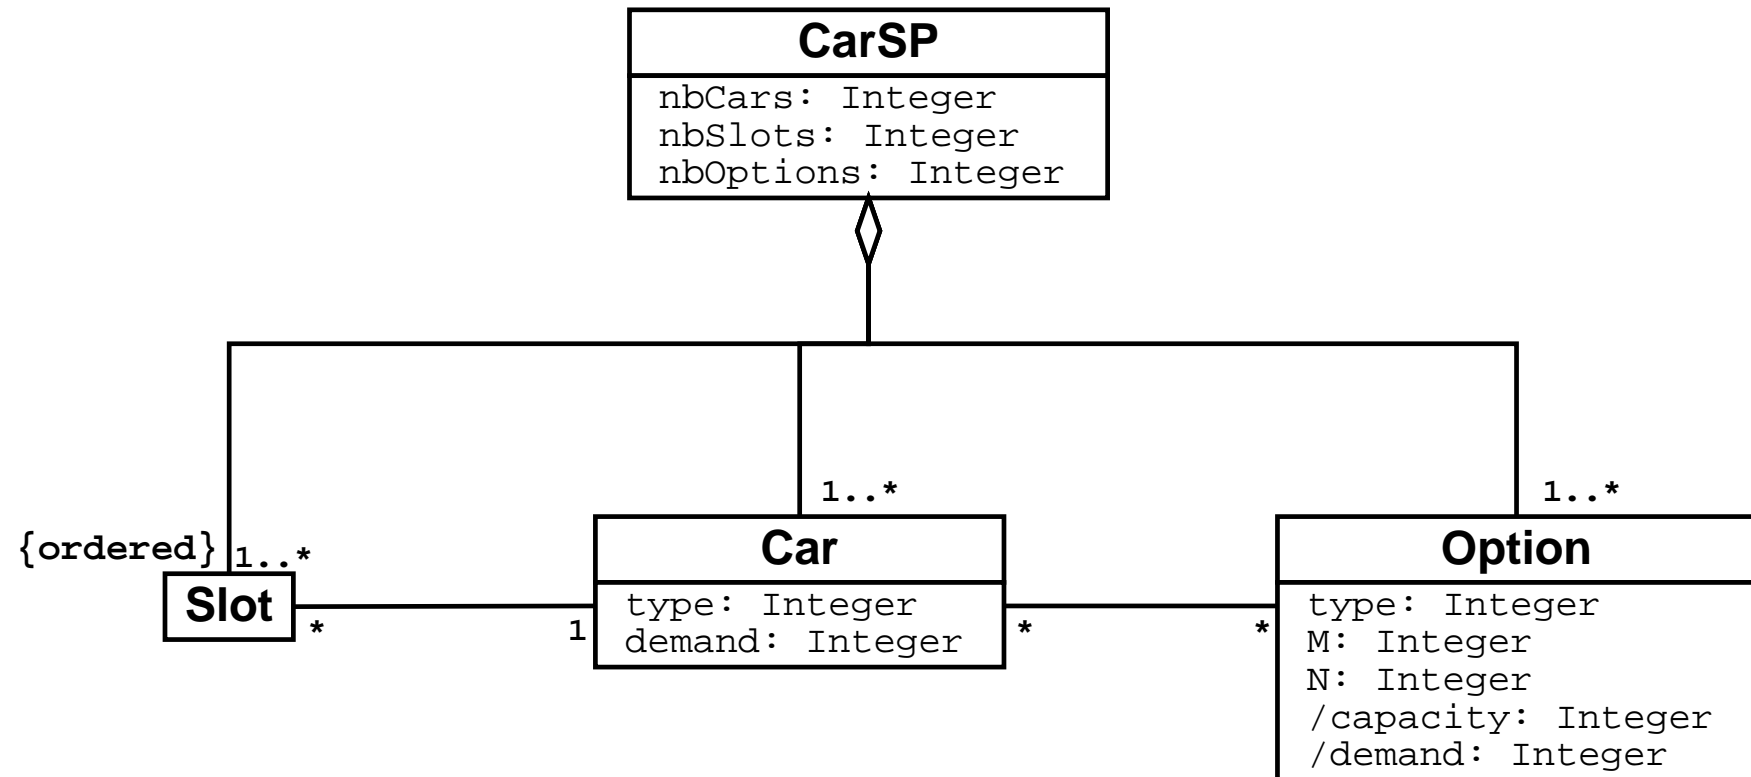 CarSP
nbCars: Integer
nbSlots: Integer
nbOptions: Integer
1..*
1..*
{ordered}
1..*
Slot
*
1
Car
type: Integer
demand: Integer
*
*
Option
type: Integer
M: Integer
N: Integer
/capacity: Integer
/demand: Integer